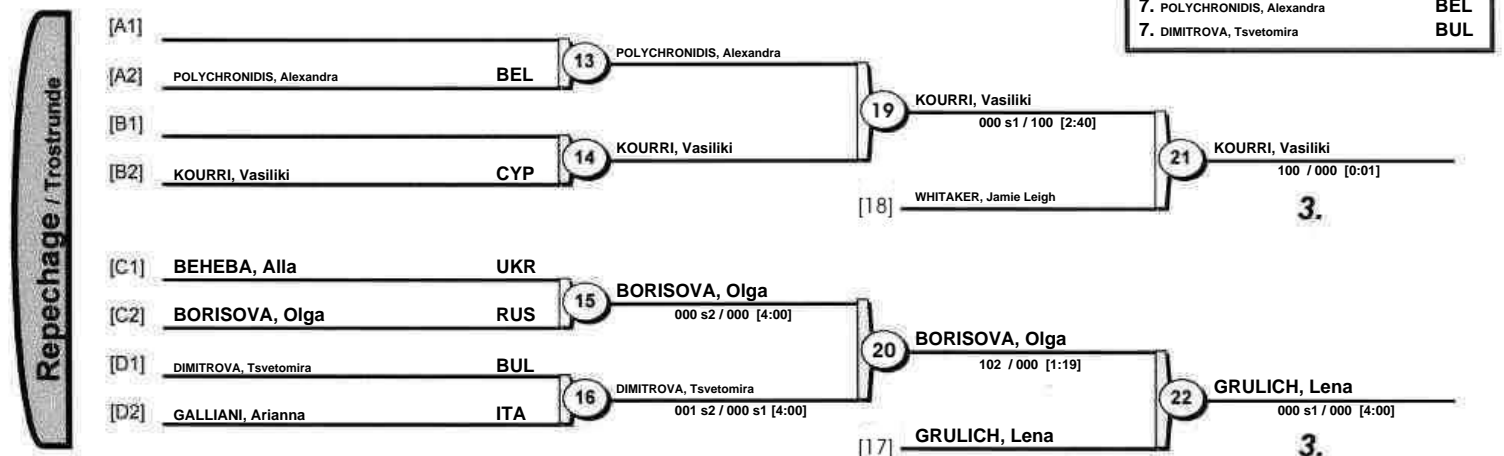 7. POLYCHRONIDIS, Alexandra BEL
7. DIMITROVA, Tsvetomira BUL
Repechage / Trostrunde
[A1]
[A2] POLYCHRONIDIS, Alexandra BEL
13 POLYCHRONIDIS, Alexandra
[B1]
[B2] KOURRI, Vasiliki CYP
14 KOURRI, Vasiliki
19 KOURRI, Vasiliki
000 s1 / 100 [2:40]
[18] WHITAKER, Jamie Leigh
21 KOURRI, Vasiliki
100 / 000 [0:01]
3.
[C1] BEHEBA, Alla UKR
[C2] BORISOVA, Olga RUS
15 BORISOVA, Olga
000 s2 / 000 [4:00]
[D1] DIMITROVA, Tsvetomira BUL
[D2] GALLIANI, Arianna ITA
16 DIMITROVA, Tsvetomira
001 s2 / 000 s1 [4:00]
20 BORISOVA, Olga
102 / 000 [1:19]
[17] GRULICH, Lena
22 GRULICH, Lena
000 s1 / 000 [4:00]
3.